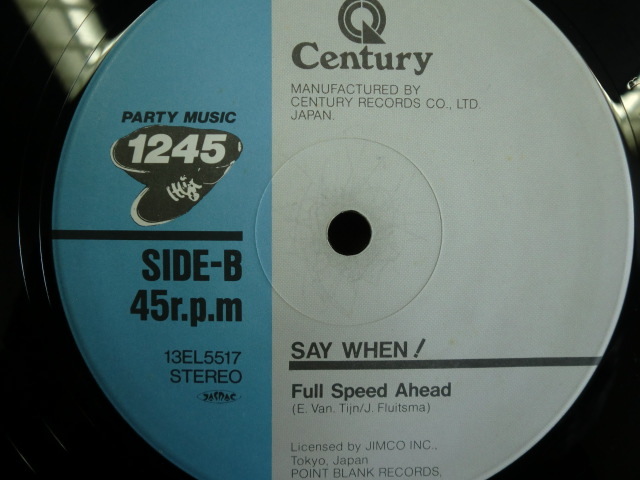 Century
MANUFACTURED BY
CENTURY RECORDS CO., LTD.
JAPAN.
PARTY MUSIC
1245
SIDE-B
45r.p.m
13EL5517
STEREO
SAY WHEN!
Full Speed Ahead
(E. Van. Tijn/J. Fluitsma)
Licensed by JIMCO INC.,
Tokyo, Japan
POINT BLANK RECORDS,